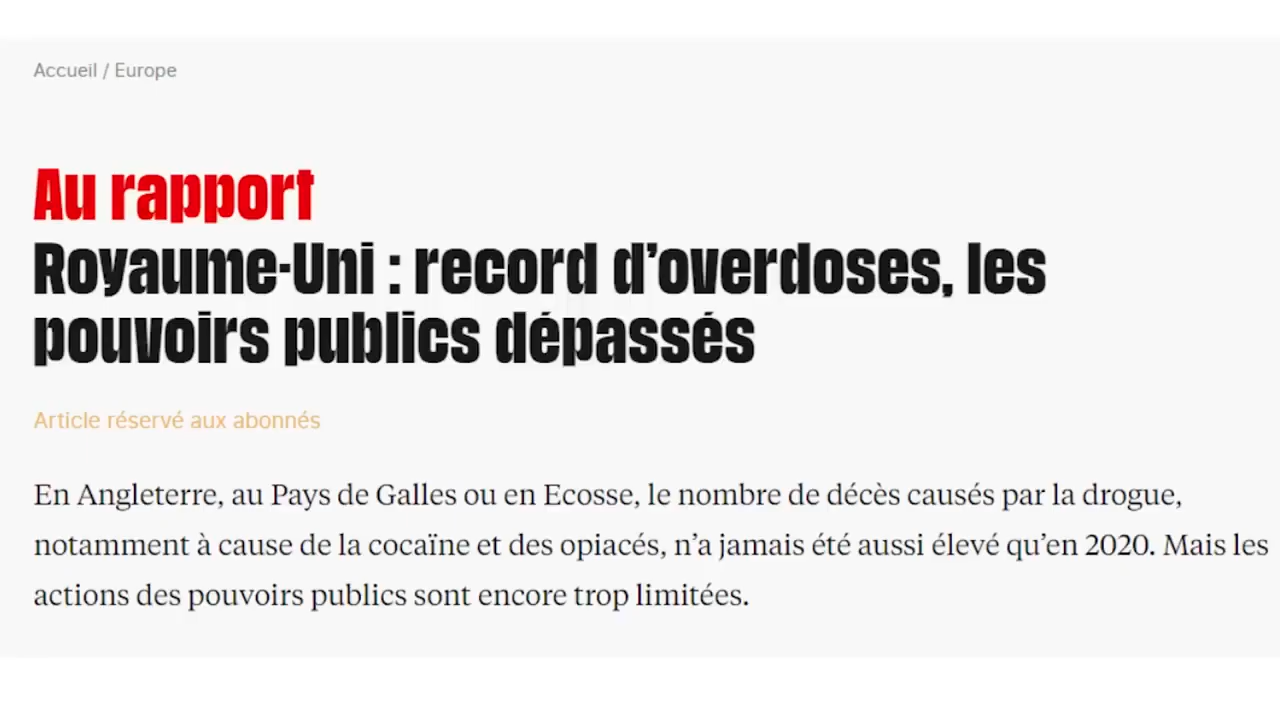 Accueil / Europe
Au rapport
Royaume-Uni : record d’overdoses, les
pouvoirs publics dépassés
Article réservé aux abonnés
En Angleterre, au Pays de Galles ou en Ecosse, le nombre de décès causés par la drogue,
notamment à cause de la cocaïne et des opiacés, n’a jamais été aussi élevé qu’en 2020. Mais les
actions des pouvoirs publics sont encore trop limitées.